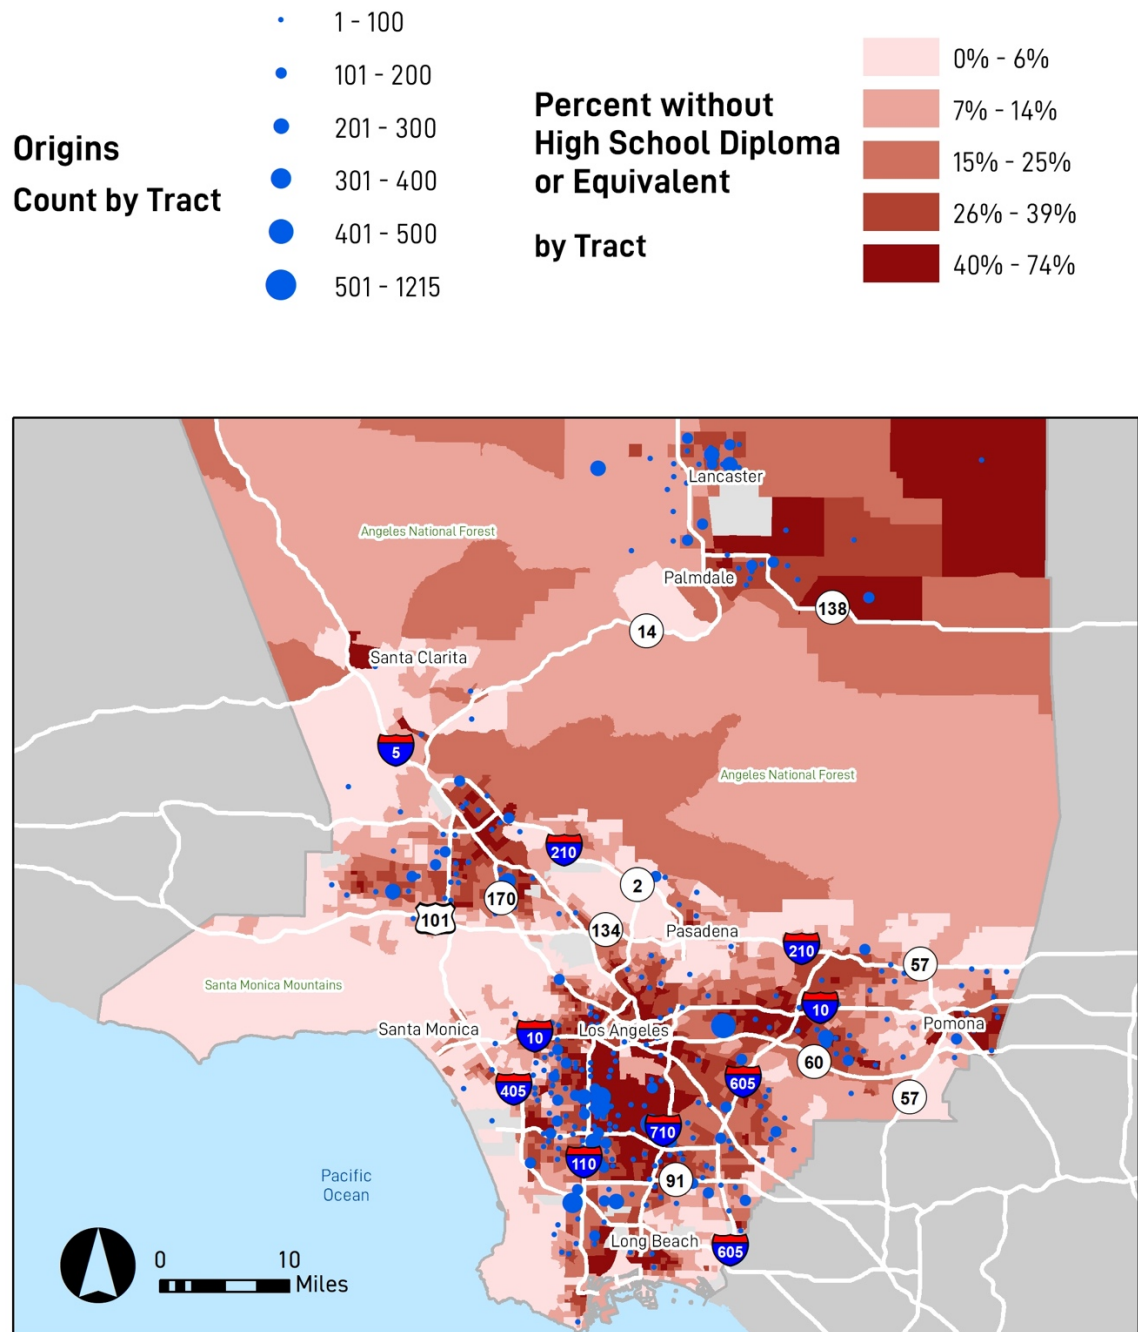 Origins
Count by Tract
1 - 100
101 - 200
201 - 300
301 - 400
401 - 500
501 - 1215
Percent without
High School Diploma
or Equivalent
by Tract
0% - 6%
7% - 14%
15% - 25%
26% - 39%
40% - 74%
Lancaster
Angeles National Forest
Palmdale
138
14
Santa Clarita
5
Angeles National Forest
210
2
170
101
134
Pasadena
210
57
Santa Monica Mountains
10
Santa Monica
10
Los Angeles
Pomona
60
405
605
57
710
110
91
Pacific
Ocean
Long Beach
605
0
10
Miles